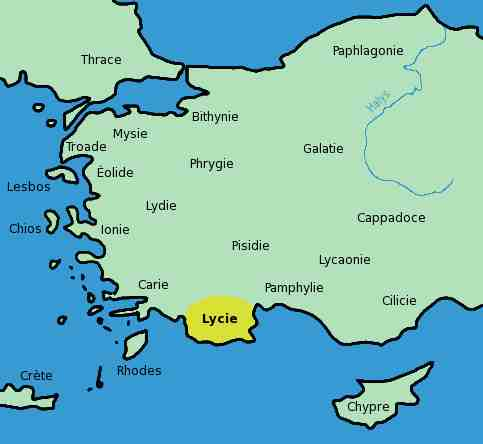 Paphlagonie
Thrace
Halys
Bithynie
Mysie
Troade
Galatie
Phrygie
Éolide
Lesbos
Lydie
Cappadoce
Chios
Ionie
Pisidie
Lycaonie
Carie
Pamphylie
Cilicie
Lycie
Rhodes
Crète
Chypre